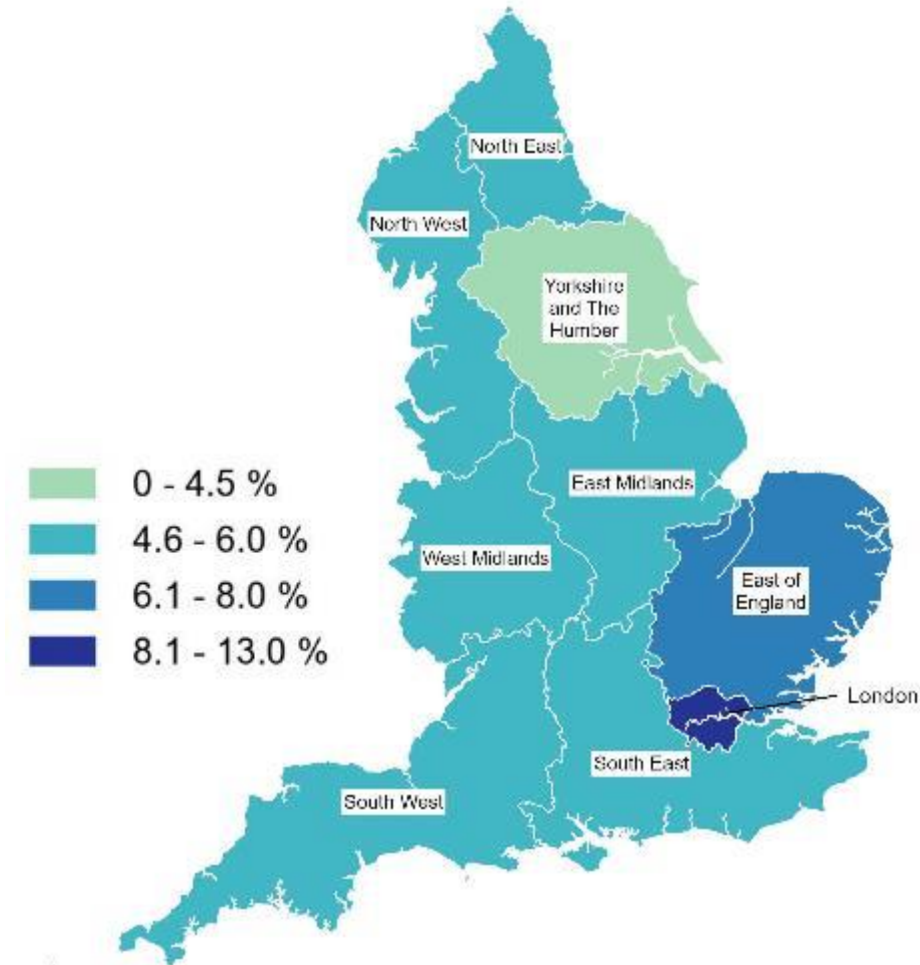 North East
North West
Yorkshire
and The
Humber
0 - 4.5 %
4.6 - 6.0 %
6.1 - 8.0 %
8.1 - 13.0 %
East Midlands
West Midlands
East of
England
London
South East
South West